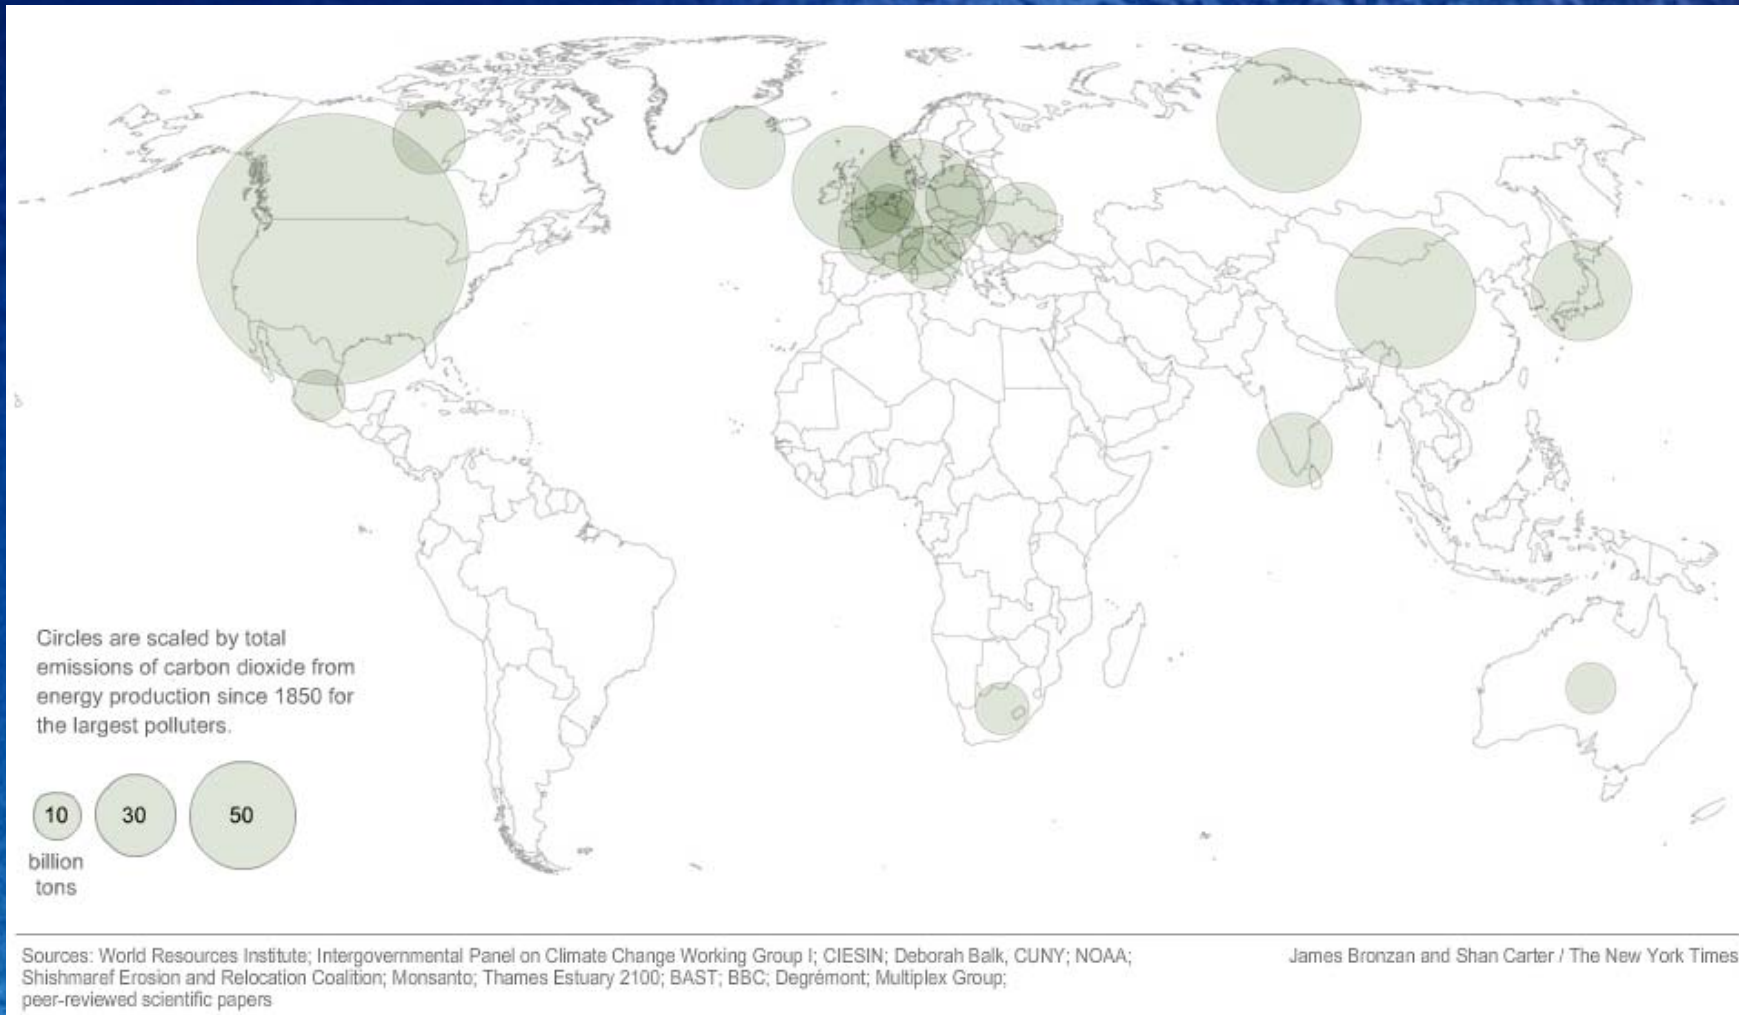 Circles are scaled by total
emissions of carbon dioxide from
energy production since 1850 for
the largest polluters.
10 30 50
billion
tons
Sources: World Resources Institute; Intergovernmental Panel on Climate Change Working Group I; CIESIN; Deborah Balk, CUNY; NOAA;
Shishmaref Erosion and Relocation Coalition; Monsanto; Thames Estuary 2100; BAST; BBC; Degrémont; Multiplex Group;
peer-reviewed scientific papers
James Bronzan and Shan Carter / The New York Times